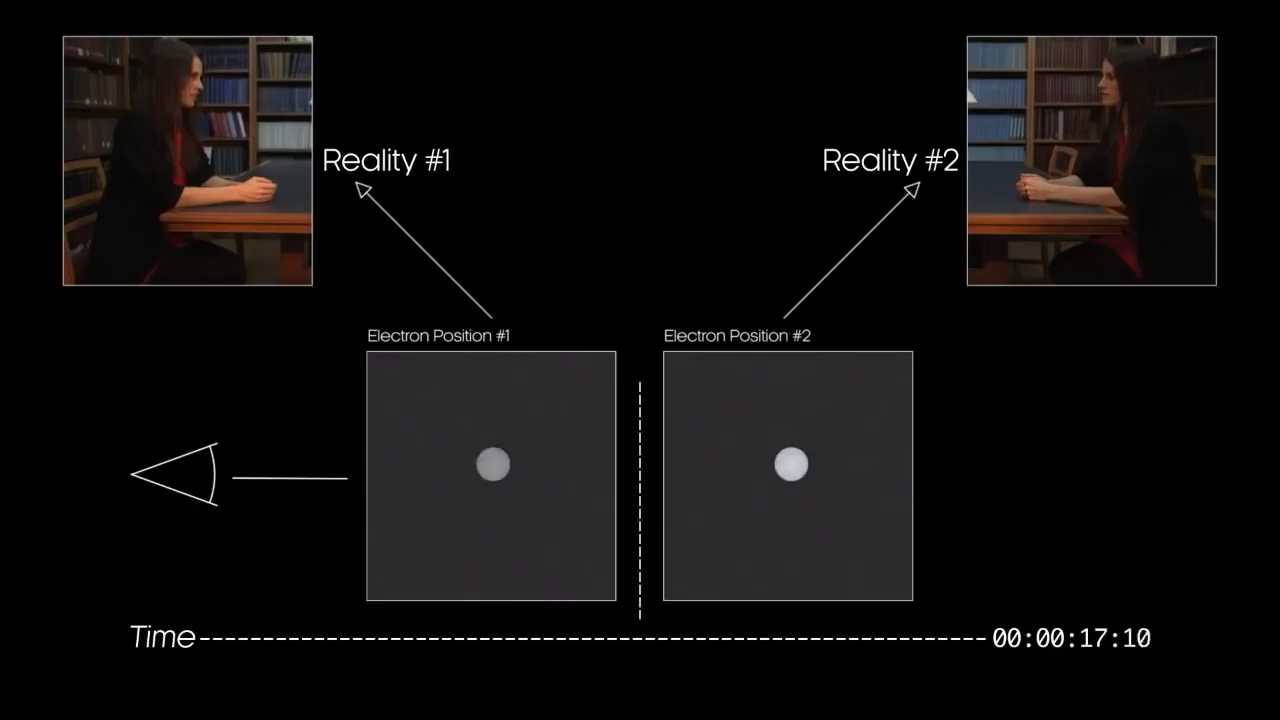 Reality #1
Reality #2
Electron Position #1
Electron Position #2
Time
00:00:17:10